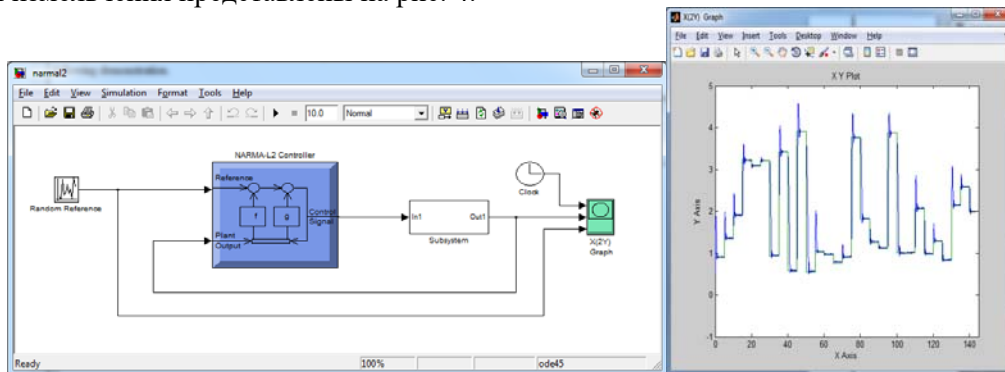 narmal2
File Edit View Simulation Format Tools Help
10.0 Normal
NARMA-L2 Controller
Reference
f g
Control
Signal
Plant
Output
Random Reference
In1 Out1
Subsystem
Clock
X(2Y)
Graph
Ready 100% ode45
X(2Y) Graph
File Edit View Insert Tools Desktop Window Help
X Y Plot
5
4
3
2
1
0
-1
0 20 40 60 80 100 120 140
Y Axis
X Axis